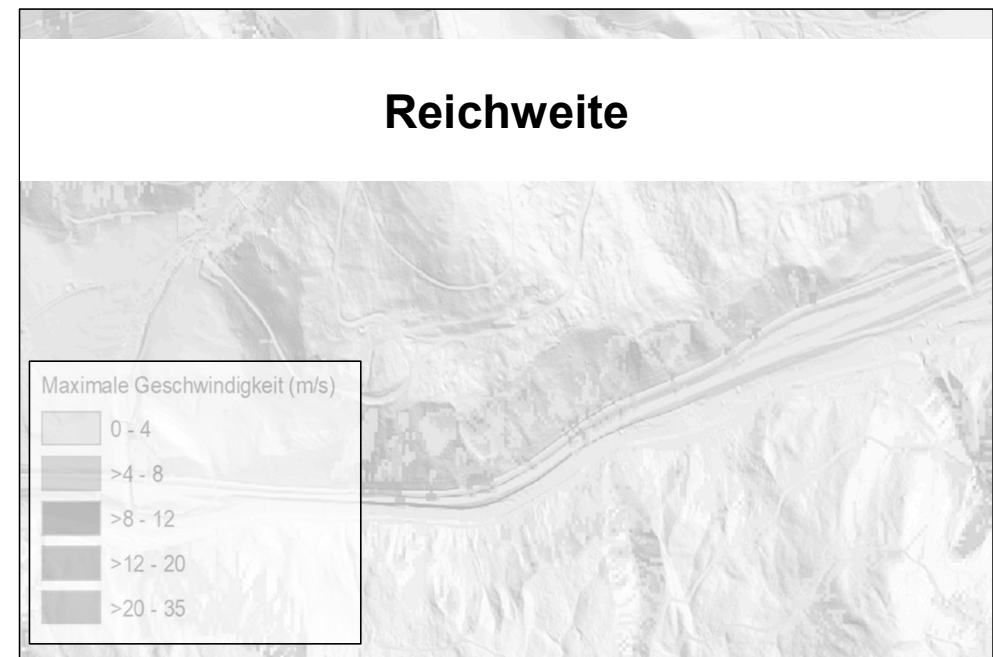 Reichweite
Maximale Geschwindigkeit (m/s)
0 - 4
>4 - 8
>8 - 12
>12 - 20
>20 - 35